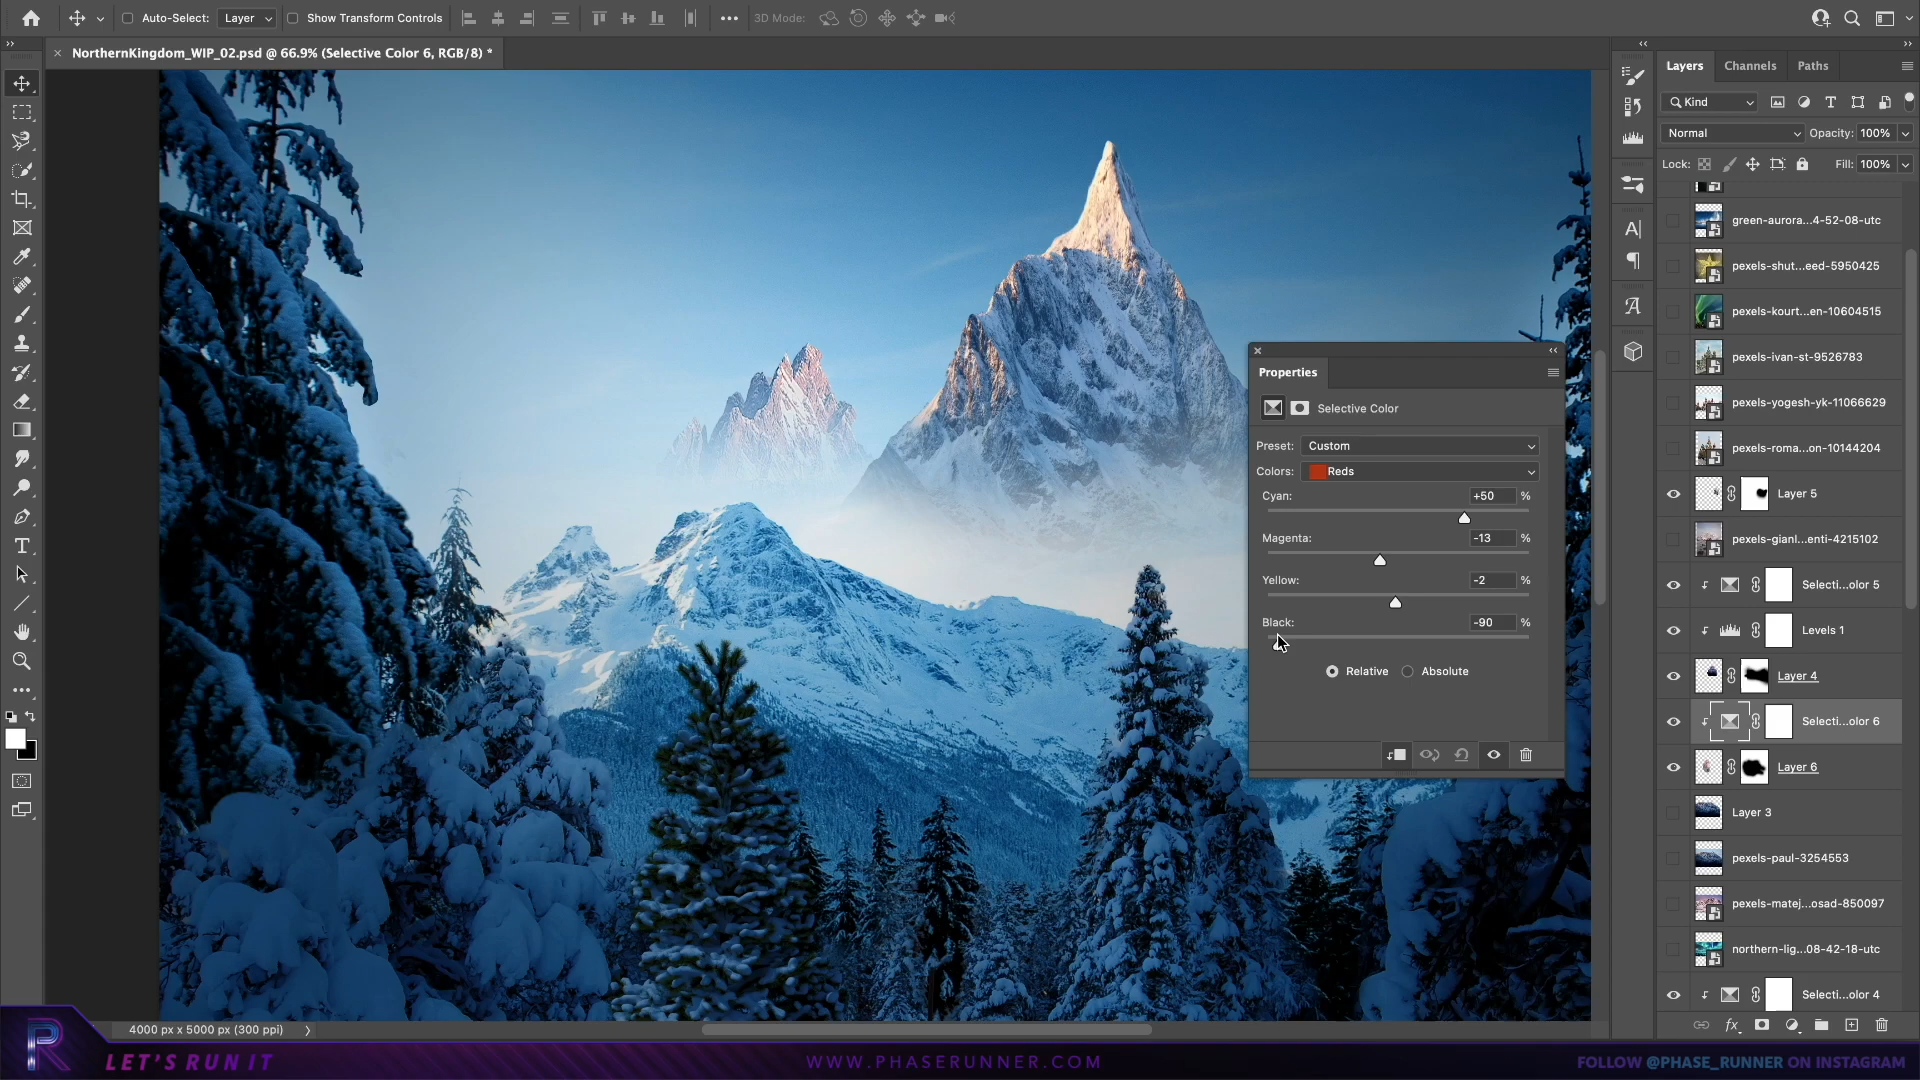 Auto-Select:
Layer
Show Transform Controls
3D Mode:
NorthernKingdom_WIP_02.psd @ 66.9% (Selective Color 6, RGB/8) *
Layers
Channels
Paths
Kind
Normal
Opacity:
100%
Lock:
Fill:
100%
green-aurora...4-52-08-utc
pexels-shut...eed-5950425
pexels-kourt...en-10604515
pexels-ivan-st-9526783
pexels-yogesh-yk-11066629
pexels-roma...on-10144204
Layer 5
pexels-gianl...enti-4215102
Selecti...olor 5
Levels 1
Layer 4
Selecti...olor 6
Layer 6
Layer 3
pexels-paul-3254553
pexels-matej...osad-850097
northern-lig...08-42-18-utc
Selecti...olor 4
Properties
Selective Color
Preset:
Custom
Colors:
Reds
Cyan:
+50 %
Magenta:
-13 %
Yellow:
-2 %
Black:
-90 %
Relative
Absolute
4000 px x 5000 px (300 ppi)
R
LET'S RUN IT
WWW.PHASERUNNER.COM
FOLLOW @PHASE_RUNNER ON INSTAGRAM